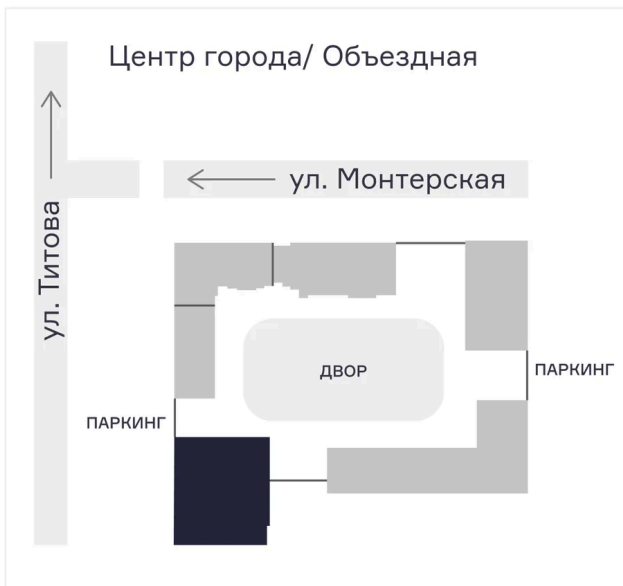 Центр города/ Объездная
ул. Монтерская
ул. Титова
ДВОР
ПАРКИНГ
ПАРКИНГ